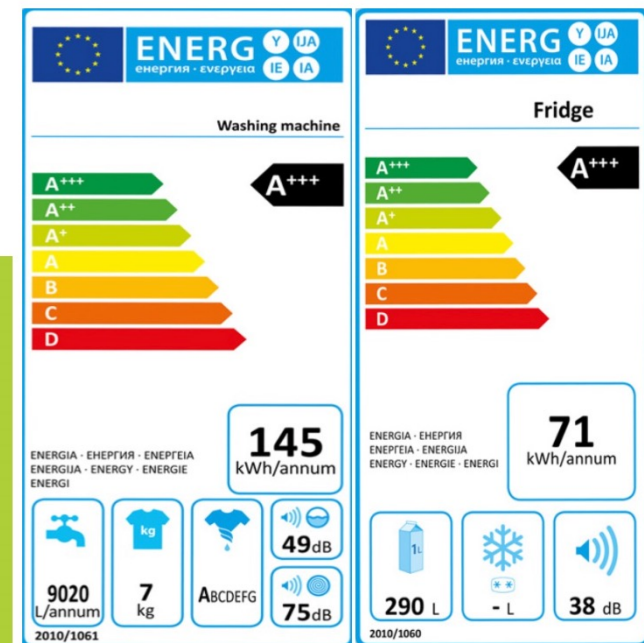 ENERG Y IJA IE IA
енергия · ενεργεια
Washing machine
A+++
A+++
A++
A+
A
B
C
D
145
kWh/annum
ENERGIA · ЕНЕРГИЯ · ΕΝΕΡΓΕΙΑ
ENERGIJA · ENERGY · ENERGIE
ENERGI
9020
L/annum
kg
7
kg
ABCDEFG
49dB
75dB
2010/1061
ENERG Y IJA IE IA
енергия · ενεργεια
Fridge
A+++
A+++
A++
A+
A
B
C
D
71
kWh/annum
ENERGIA · ЕНЕРГИЯ
ΕΝΕΡΓΕΙΑ · ENERGIJA
ENERGY · ENERGIE · ENERGI
1L
290 L
- L
38 dB
2010/1060